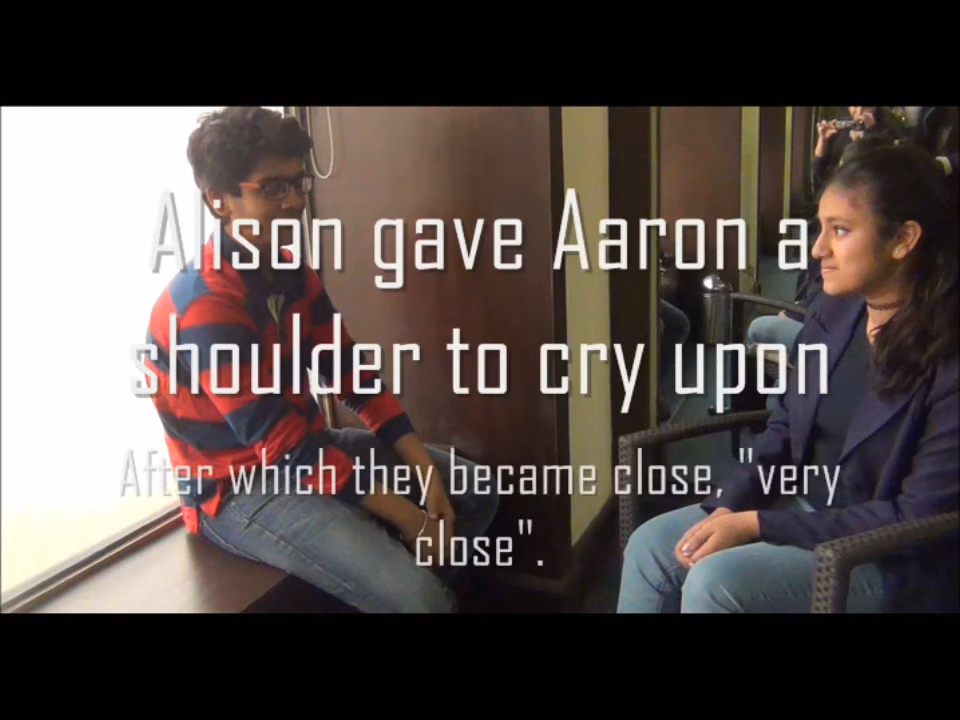 Alison gave Aaron a
shoulder to cry upon
After which they became close, "very
close".